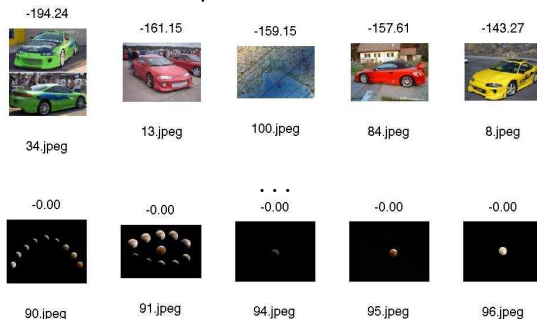 -194.24
-161.15
-159.15
-157.61
-143.27
34.jpeg
13.jpeg
100.jpeg
84.jpeg
8.jpeg
. . .
-0.00
-0.00
-0.00
-0.00
-0.00
90.jpeg
91.jpeg
94.jpeg
95.jpeg
96.jpeg